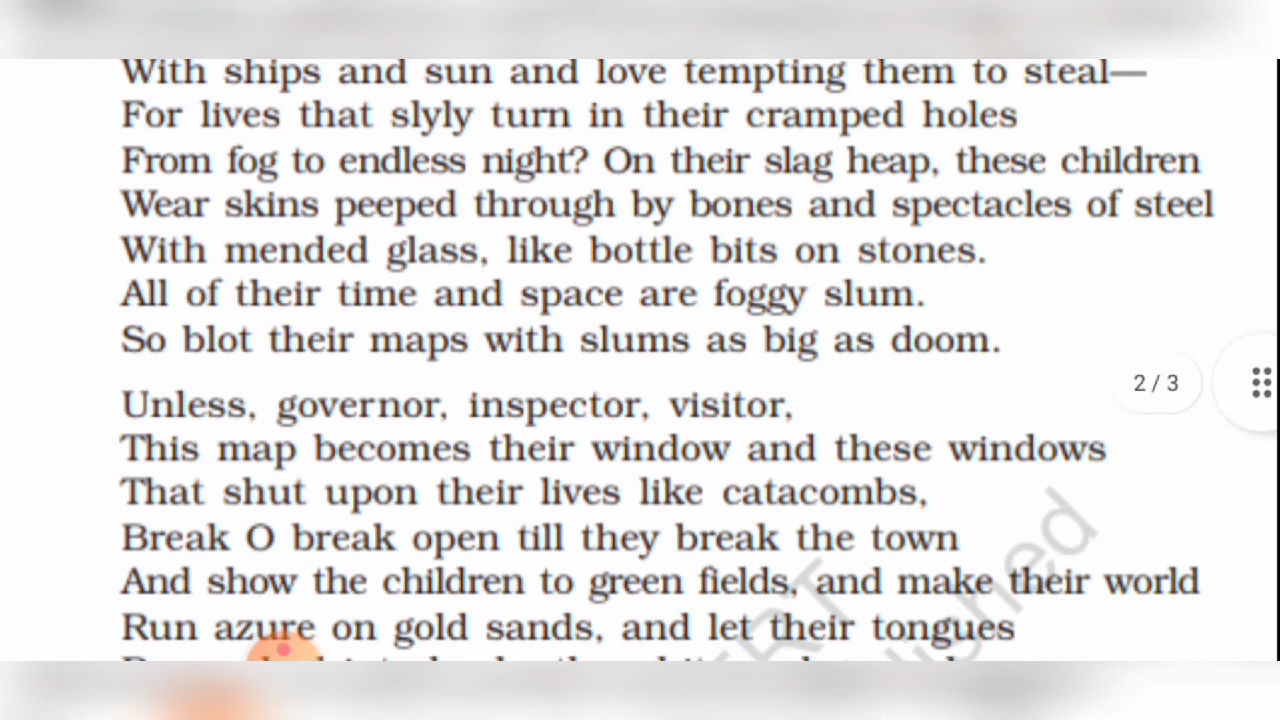 With ships and sun and love tempting them to steal—
For lives that slyly turn in their cramped holes
From fog to endless night? On their slag heap, these children
Wear skins peeped through by bones and spectacles of steel
With mended glass, like bottle bits on stones.
All of their time and space are foggy slum.
So blot their maps with slums as big as doom.
2 / 3
Unless, governor, inspector, visitor,
This map becomes their window and these windows
That shut upon their lives like catacombs,
Break O break open till they break the town
And show the children to green fields, and make their world
Run azure on gold sands, and let their tongues